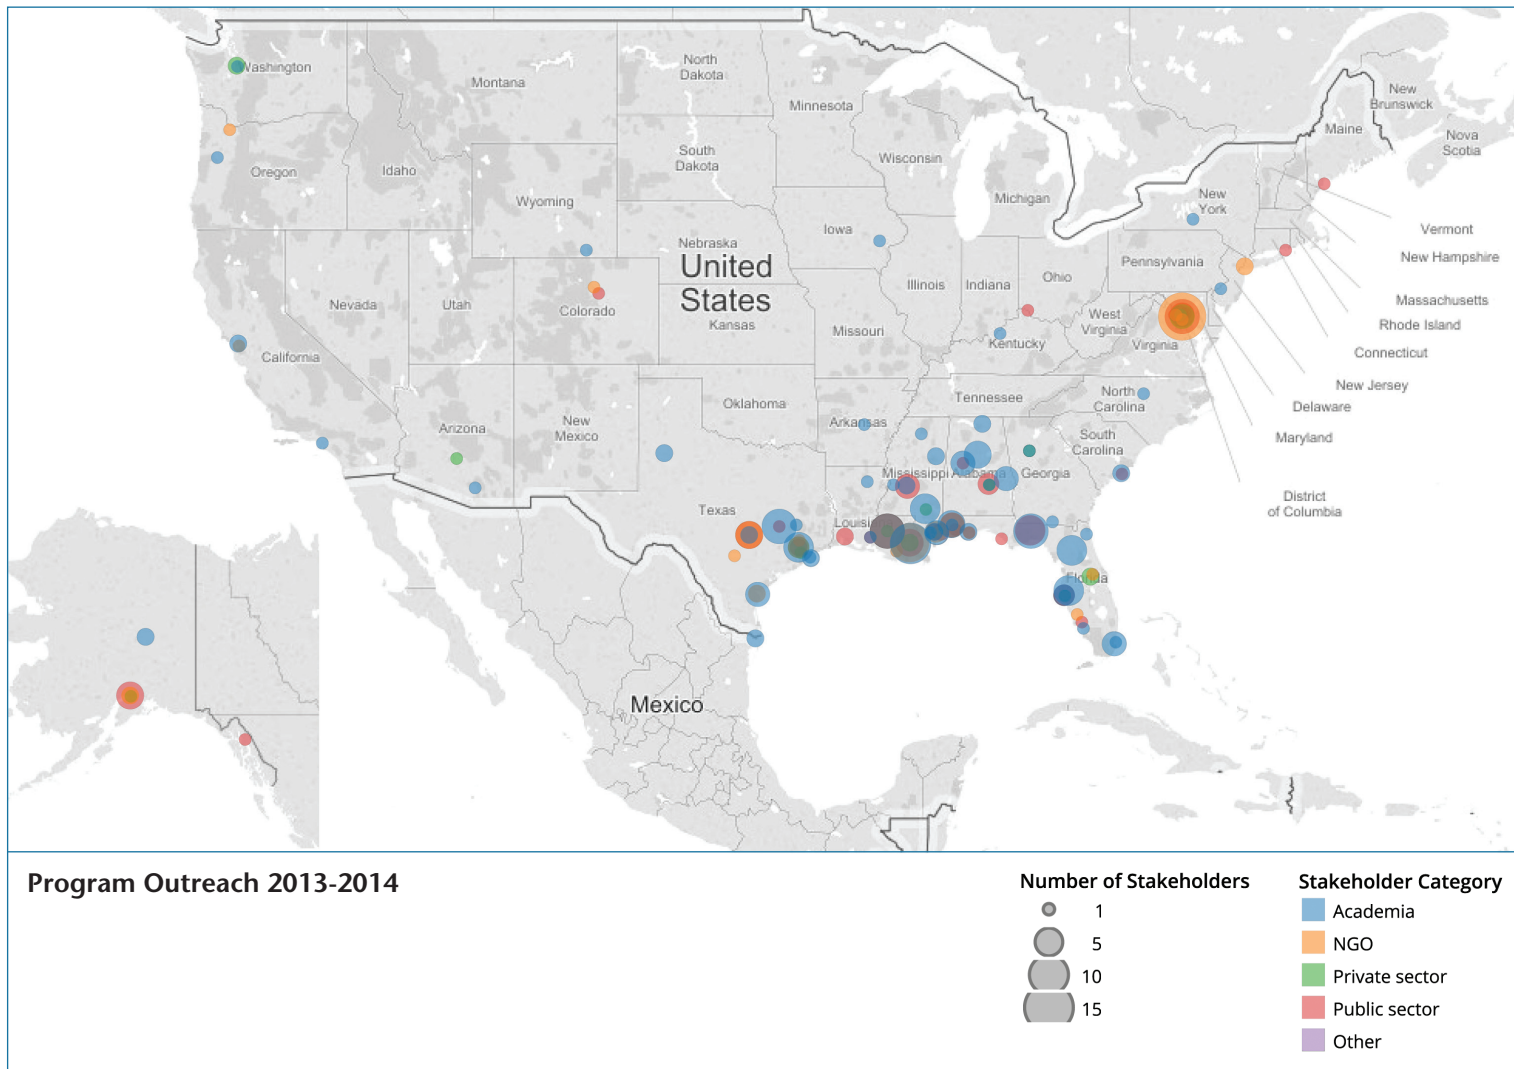 Washington
Montana
North
Dakota
Minnesota
New
Brunswick
Maine
Nova
Scotia
Oregon
Idaho
South
Dakota
Wisconsin
Michigan
New
York
Wyoming
Iowa
Nebraska
Vermont
New Hampshire
United
States
Pennsylvania
Illinois
Indiana
Ohio
Massachusetts
Nevada
Utah
Colorado
Kansas
Missouri
West
Virginia
Virginia
Rhode Island
Kentucky
Connecticut
California
New Jersey
Oklahoma
Tennessee
North
Carolina
Delaware
Arizona
New
Mexico
Arkansas
South
Carolina
Maryland
Mississippi
Alabama
Georgia
Texas
Louisi
District
of Columbia
Florida
Mexico
Program Outreach 2013-2014
Number of Stakeholders
1
5
10
15
Stakeholder Category
Academia
NGO
Private sector
Public sector
Other